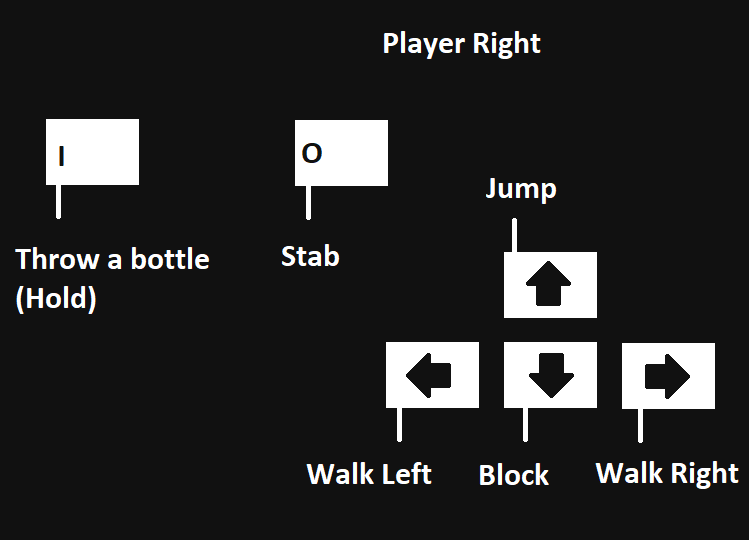 Player Right
I
O
Jump
Throw a bottle
(Hold)
Stab
Walk Left
Block
Walk Right